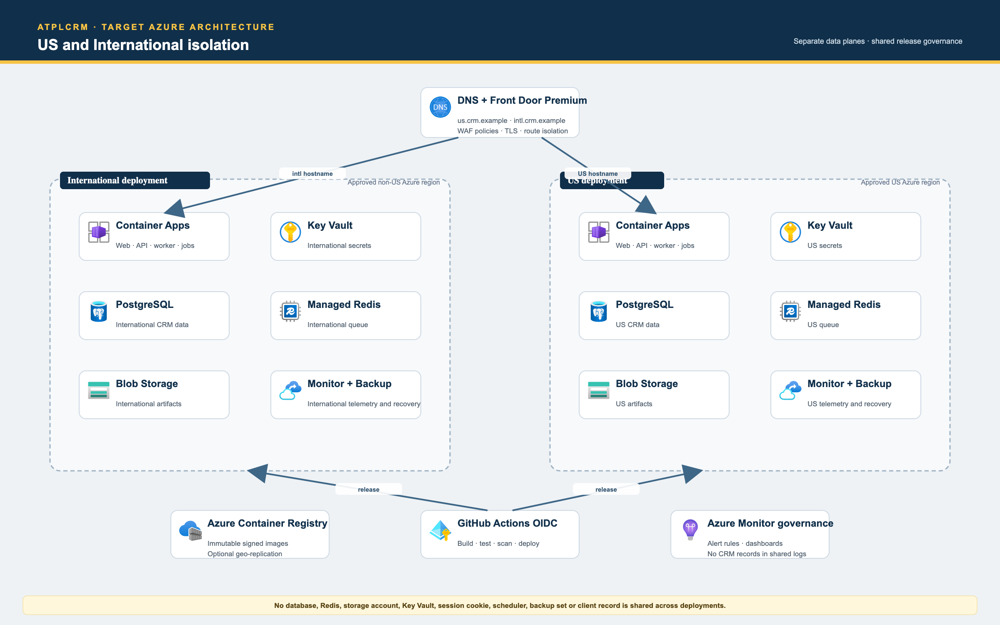 ATPLCRM · TARGET AZURE ARCHITECTURE
US and International isolation
Separate data planes · shared release governance
DNS
DNS + Front Door Premium
us.crm.example · intl.crm.example
WAF policies · TLS · route isolation
intl hostname
US hostname
International deployment
Approved non-US Azure region
Container Apps
Web · API · worker · jobs
Key Vault
International secrets
PostgreSQL
International CRM data
Managed Redis
International queue
Blob Storage
International artifacts
Monitor + Backup
International telemetry and recovery
US deployment
Approved US Azure region
Container Apps
Web · API · worker · jobs
Key Vault
US secrets
PostgreSQL
US CRM data
Managed Redis
US queue
Blob Storage
US artifacts
Monitor + Backup
US telemetry and recovery
release
release
Azure Container Registry
Immutable signed images
Optional geo-replication
GitHub Actions OIDC
Build · test · scan · deploy
Azure Monitor governance
Alert rules · dashboards
No CRM records in shared logs
No database, Redis, storage account, Key Vault, session cookie, scheduler, backup set or client record is shared across deployments.